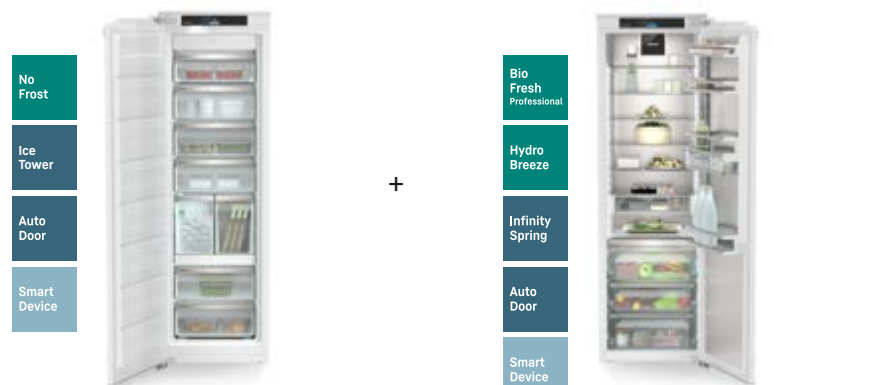 No
Frost
Ice
Tower
Auto
Door
Smart
Device
+
Bio
Fresh
Professional
Hydro
Breeze
Infinity
Spring
Auto
Door
Smart
Device